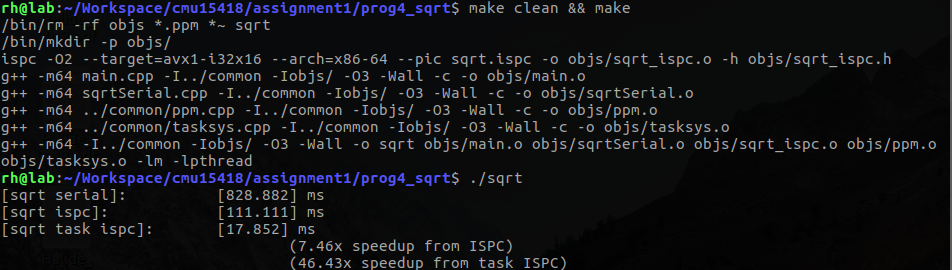 rh@lab:~/Workspace/cmu15418/assignment1/prog4_sqrt$ make clean && make
/bin/rm -rf objs *.ppm *~ sqrt
/bin/mkdir -p objs/
ispc -O2 --target=avx1-i32x16 --arch=x86-64 --pic sqrt.ispc -o objs/sqrt_ispc.o -h objs/sqrt_ispc.h
g++ -m64 main.cpp -I../common -Iobjs/ -O3 -Wall -c -o objs/main.o
g++ -m64 sqrtSerial.cpp -I../common -Iobjs/ -O3 -Wall -c -o objs/sqrtSerial.o
g++ -m64 ../common/ppm.cpp -I../common -Iobjs/ -O3 -Wall -c -o objs/ppm.o
g++ -m64 ../common/tasksys.cpp -I../common -Iobjs/ -O3 -Wall -c -o objs/tasksys.o
g++ -m64 -I../common -Iobjs/ -O3 -Wall -o sqrt objs/main.o objs/sqrtSerial.o objs/sqrt_ispc.o objs/ppm.o
objs/tasksys.o -lm -lpthread
rh@lab:~/Workspace/cmu15418/assignment1/prog4_sqrt$ ./sqrt
[sqrt serial]: [828.882] ms
[sqrt ispc]: [111.111] ms
[sqrt task ispc]: [17.852] ms
(7.46x speedup from ISPC)
(46.43x speedup from task ISPC)